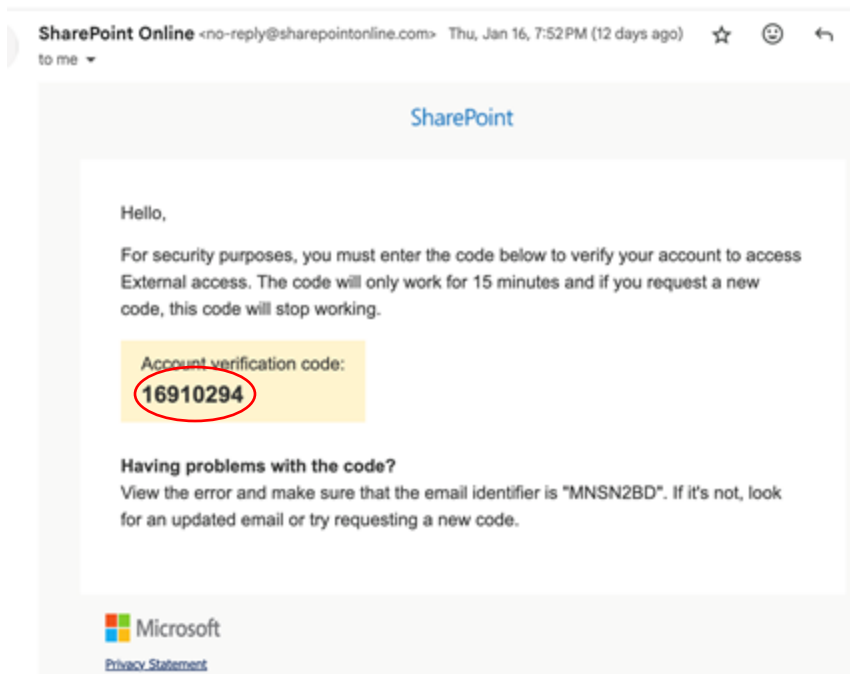 SharePoint Online <no-reply@sharepointonline.com> Thu, Jan 16, 7:52 PM (12 days ago)
to me
SharePoint
Hello,
For security purposes, you must enter the code below to verify your account to access
External access. The code will only work for 15 minutes and if you request a new
code, this code will stop working.
Account verification code:
16910294
Having problems with the code?
View the error and make sure that the email identifier is "MNSN2BD". If it's not, look
for an updated email or try requesting a new code.
Microsoft
Privacy Statement